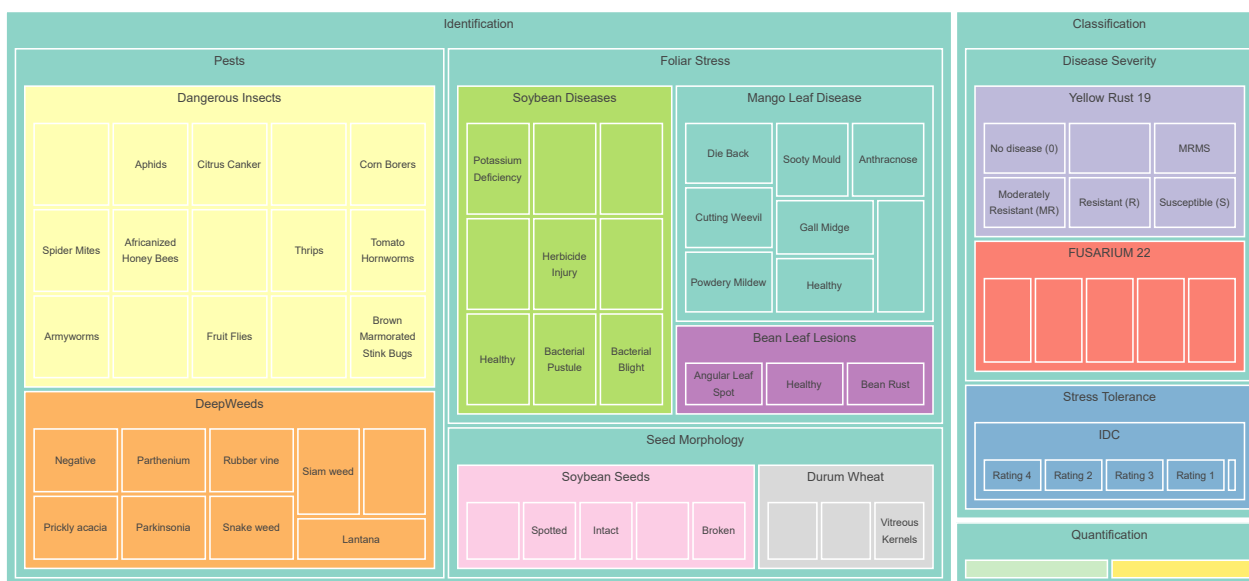 Identification
Classification
Pests
Foliar Stress
Disease Severity
Dangerous Insects
Aphids
Citrus Canker
Corn Borers
Spider Mites
Africanized
Honey Bees
Thrips
Tomato
Hornworms
Armyworms
Fruit Flies
Brown
Marmorated
Stink Bugs
DeepWeeds
Negative
Parthenium
Rubber vine
Siam weed
Prickly acacia
Parkinsonia
Snake weed
Lantana
Soybean Diseases
Potassium
Deficiency
Herbicide
Injury
Healthy
Bacterial
Pustule
Bacterial
Blight
Mango Leaf Disease
Die Back
Sooty Mould
Anthracnose
Cutting Weevil
Gall Midge
Powdery Mildew
Healthy
Bean Leaf Lesions
Angular Leaf
Spot
Healthy
Bean Rust
Seed Morphology
Soybean Seeds
Spotted
Intact
Broken
Durum Wheat
Vitreous
Kernels
Yellow Rust 19
No disease (0)
MRMS
Moderately
Resistant (MR)
Resistant (R)
Susceptible (S)
FUSARIUM 22
Stress Tolerance
IDC
Rating 4
Rating 2
Rating 3
Rating 1
Quantification